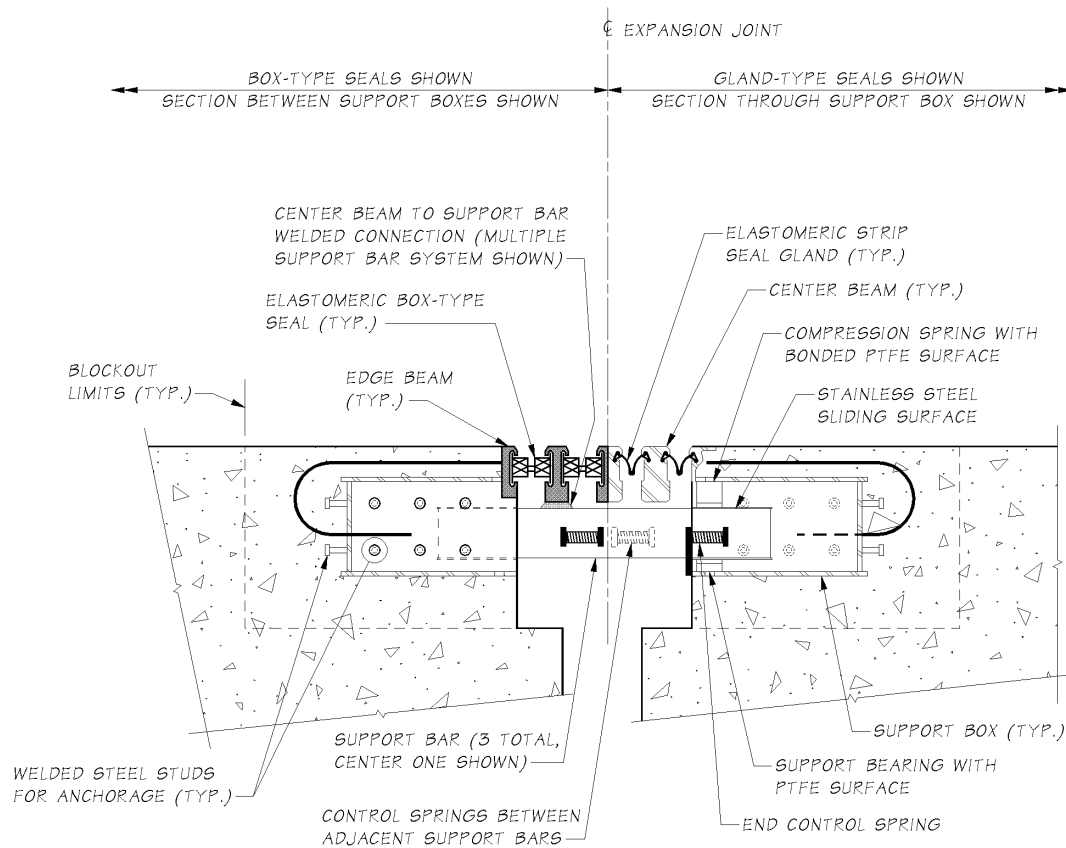 ℄ EXPANSION JOINT
BOX-TYPE SEALS SHOWN
SECTION BETWEEN SUPPORT BOXES SHOWN
GLAND-TYPE SEALS SHOWN
SECTION THROUGH SUPPORT BOX SHOWN
CENTER BEAM TO SUPPORT BAR
WELDED CONNECTION (MULTIPLE
SUPPORT BAR SYSTEM SHOWN)
ELASTOMERIC STRIP
SEAL GLAND (TYP.)
CENTER BEAM (TYP.)
ELASTOMERIC BOX-TYPE
SEAL (TYP.)
COMPRESSION SPRING WITH
BONDED PTFE SURFACE
BLOCKOUT
LIMITS (TYP.)
EDGE BEAM
(TYP.)
STAINLESS STEEL
SLIDING SURFACE
SUPPORT BAR (3 TOTAL,
CENTER ONE SHOWN)
SUPPORT BOX (TYP.)
WELDED STEEL STUDS
FOR ANCHORAGE (TYP.)
SUPPORT BEARING WITH
PTFE SURFACE
CONTROL SPRINGS BETWEEN
ADJACENT SUPPORT BARS
END CONTROL SPRING